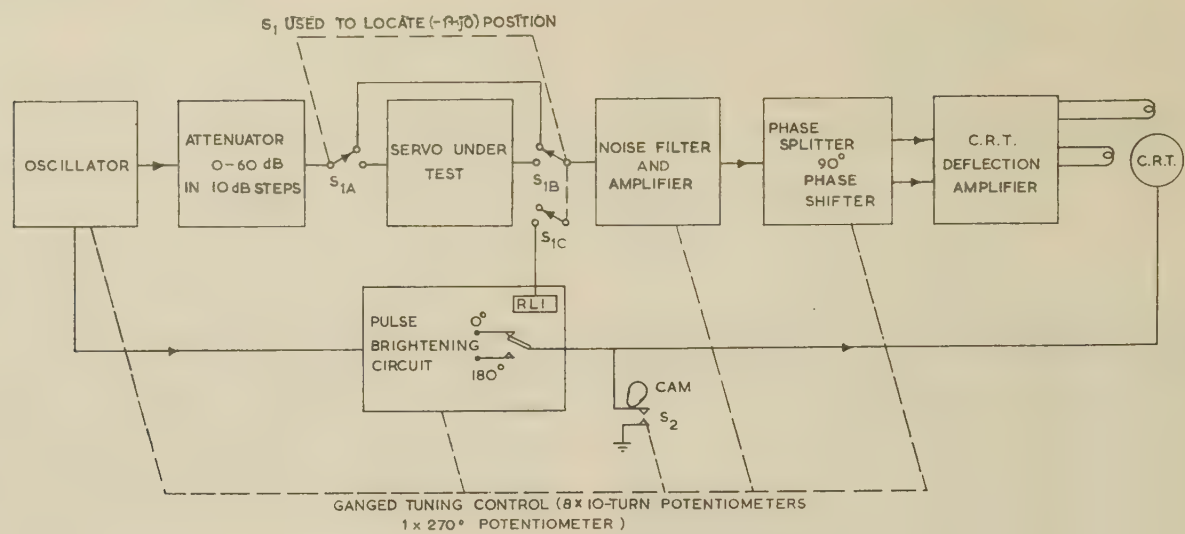 S₁ USED TO LOCATE (-1-j0) POSITION
OSCILLATOR
ATTENUATOR
0-60 dB
IN 10 dB STEPS
S1A
SERVO UNDER
TEST
S1B
S1C
NOISE FILTER
AND
AMPLIFIER
PHASE
SPLITTER
90°
PHASE
SHIFTER
C.R.T.
DEFLECTION
AMPLIFIER
C.R.T.
RL1
PULSE
BRIGHTENING
CIRCUIT
0°
180°
CAM
S₂
GANGED TUNING CONTROL (8 x 10-TURN POTENTIOMETERS
1 x 270° POTENTIOMETER)